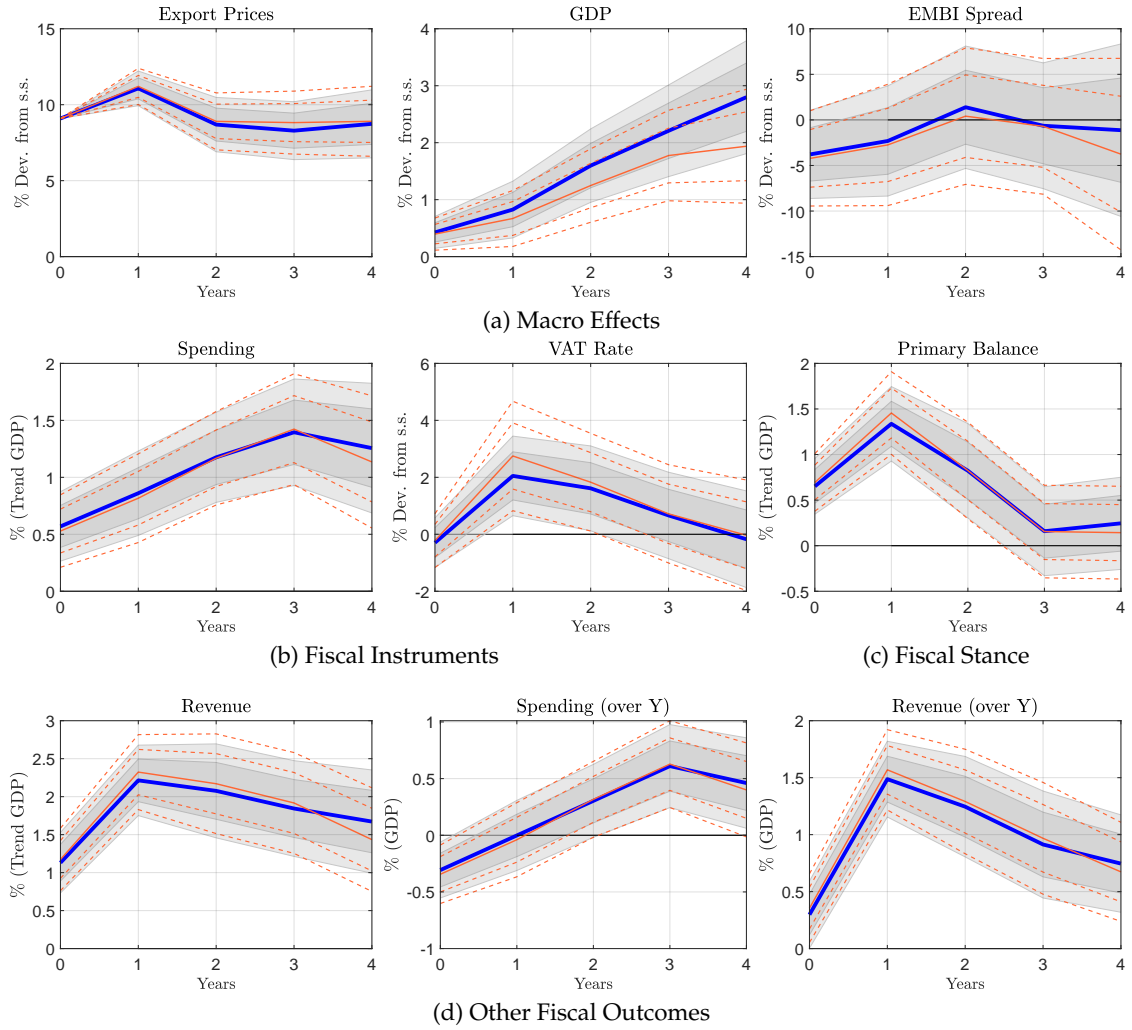 Export Prices GDP EMBI Spread
% Dev. from s.s. 15 10 5 0 0 1 2 3 4 Years
% Dev. from s.s. 4 3 2 1 0 0 1 2 3 4 Years
% Dev. from s.s. 10 5 0 -5 -10 -15 0 1 2 3 4 Years
(a) Macro Effects
Spending VAT Rate Primary Balance
% (Trend GDP) 2 1.5 1 0.5 0 0 1 2 3 4 Years
% Dev. from s.s. 6 4 2 0 -2 0 1 2 3 4 Years
% (Trend GDP) 2 1.5 1 0.5 0 -0.5 0 1 2 3 4 Years
(b) Fiscal Instruments (c) Fiscal Stance
Revenue Spending (over Y) Revenue (over Y)
% (Trend GDP) 3 2.5 2 1.5 1 0.5 0 0 1 2 3 4 Years
% (GDP) 1 0.5 0 -0.5 -1 0 1 2 3 4 Years
% (GDP) 2 1.5 1 0.5 0 0 1 2 3 4 Years
(d) Other Fiscal Outcomes